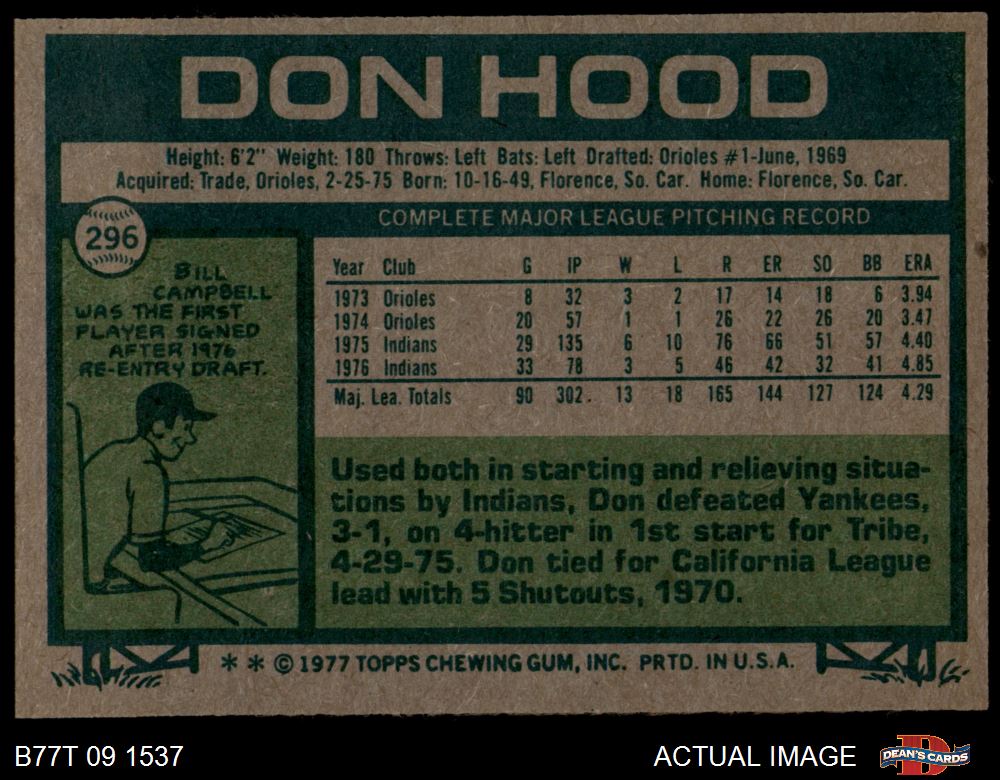 DON HOOD
Height: 6'2" Weight: 180 Throws: Left Bats: Left Drafted: Orioles #1-June, 1969
Acquired: Trade, Orioles, 2-25-75 Born: 10-16-49, Florence, So. Car. Home: Florence, So. Car.
296
BILL
CAMPBELL
WAS THE FIRST
PLAYER SIGNED
AFTER 1976
RE-ENTRY DRAFT.
COMPLETE MAJOR LEAGUE PITCHING RECORD
Year Club G IP W L R ER SO BB ERA
1973 Orioles 8 32 3 2 17 14 18 6 3.94
1974 Orioles 20 57 1 1 26 22 26 20 3.47
1975 Indians 29 135 6 10 76 66 51 57 4.40
1976 Indians 33 78 3 5 46 42 32 41 4.85
Maj. Lea. Totals 90 302. 13 18 165 144 127 124 4.29
Used both in starting and relieving situa-
tions by Indians, Don defeated Yankees,
3-1, on 4-hitter in 1st start for Tribe,
4-29-75. Don tied for California League
lead with 5 Shutouts, 1970.
* * © 1977 TOPPS CHEWING GUM, INC. PRTD. IN U.S.A.
B77T 09 1537 ACTUAL IMAGE DEAN'S CARDS